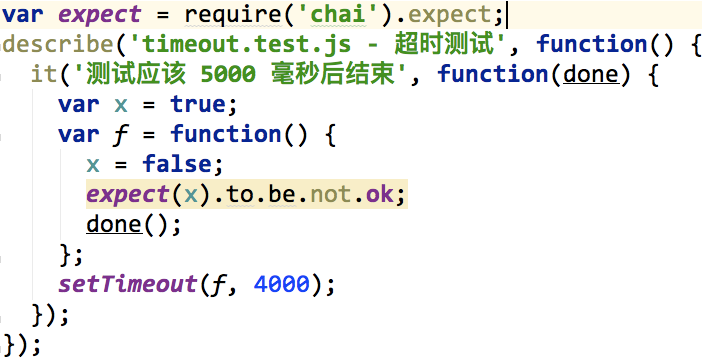 var expect = require('chai').expect;
describe('timeout.test.js - 超时测试', function() {
  it('测试应该 5000 毫秒后结束', function(done) {
    var x = true;
    var f = function() {
      x = false;
      expect(x).to.be.not.ok;
      done();
    };
    setTimeout(f, 4000);
  });
});